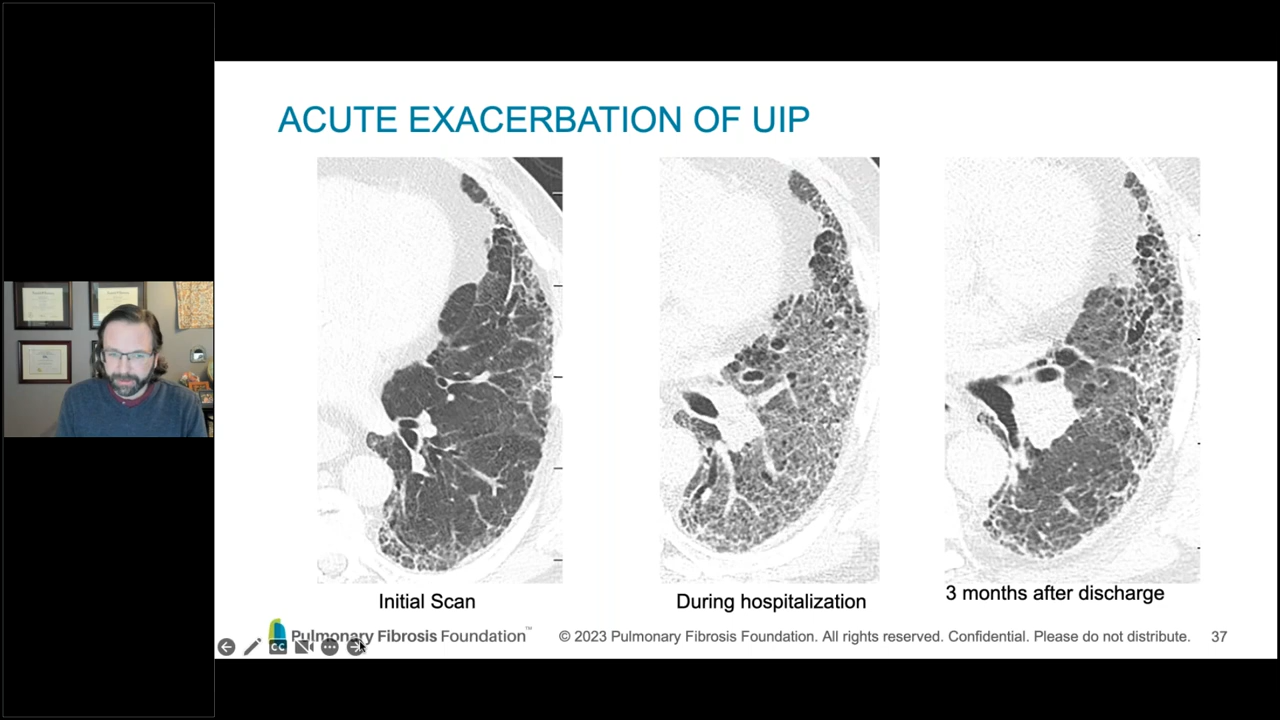 ACUTE EXACERBATION OF UIP
Initial Scan
During hospitalization
3 months after discharge
Pulmonary Fibrosis Foundation™
© 2023 Pulmonary Fibrosis Foundation. All rights reserved. Confidential. Please do not distribute.
37
CC